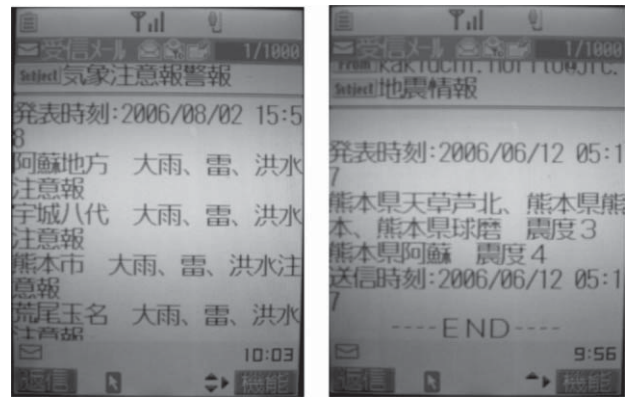 受信メール 1/1000
Subject 気象注意報警報
発表時刻:2006/08/02 15:5
8
阿蘇地方 大雨、雷、洪水
注意報
宇城八代 大雨、雷、洪水
注意報
熊本市 大雨、雷、洪水注
意報
荒尾玉名 大雨、雷、洪水
注意報
10:03
返信 機能
受信メール 1/1000
Subject 地震情報
発表時刻:2006/06/12 05:1
7
熊本県天草芦北、熊本県熊
本、熊本県球磨 震度3
熊本県阿蘇 震度4
送信時刻:2006/06/12 05:1
7
----END----
9:56
返信 機能